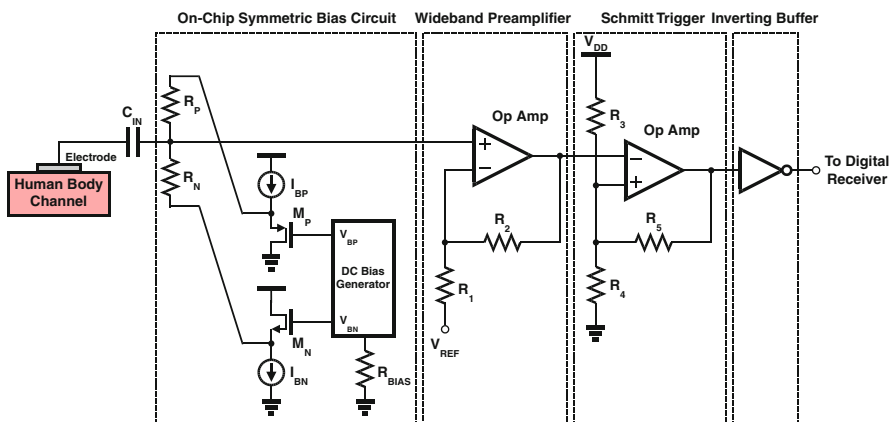 On-Chip Symmetric Bias Circuit
Wideband Preamplifier
Schmitt Trigger
Inverting Buffer
V_DD
R_P
C_IN
R_3
Op Amp
Op Amp
Electrode
R_N
Human Body
Channel
I_BP
M_P
V_BP
DC Bias
Generator
V_BN
M_N
I_BN
R_BIAS
R_2
R_1
V_REF
R_5
R_4
To Digital
Receiver